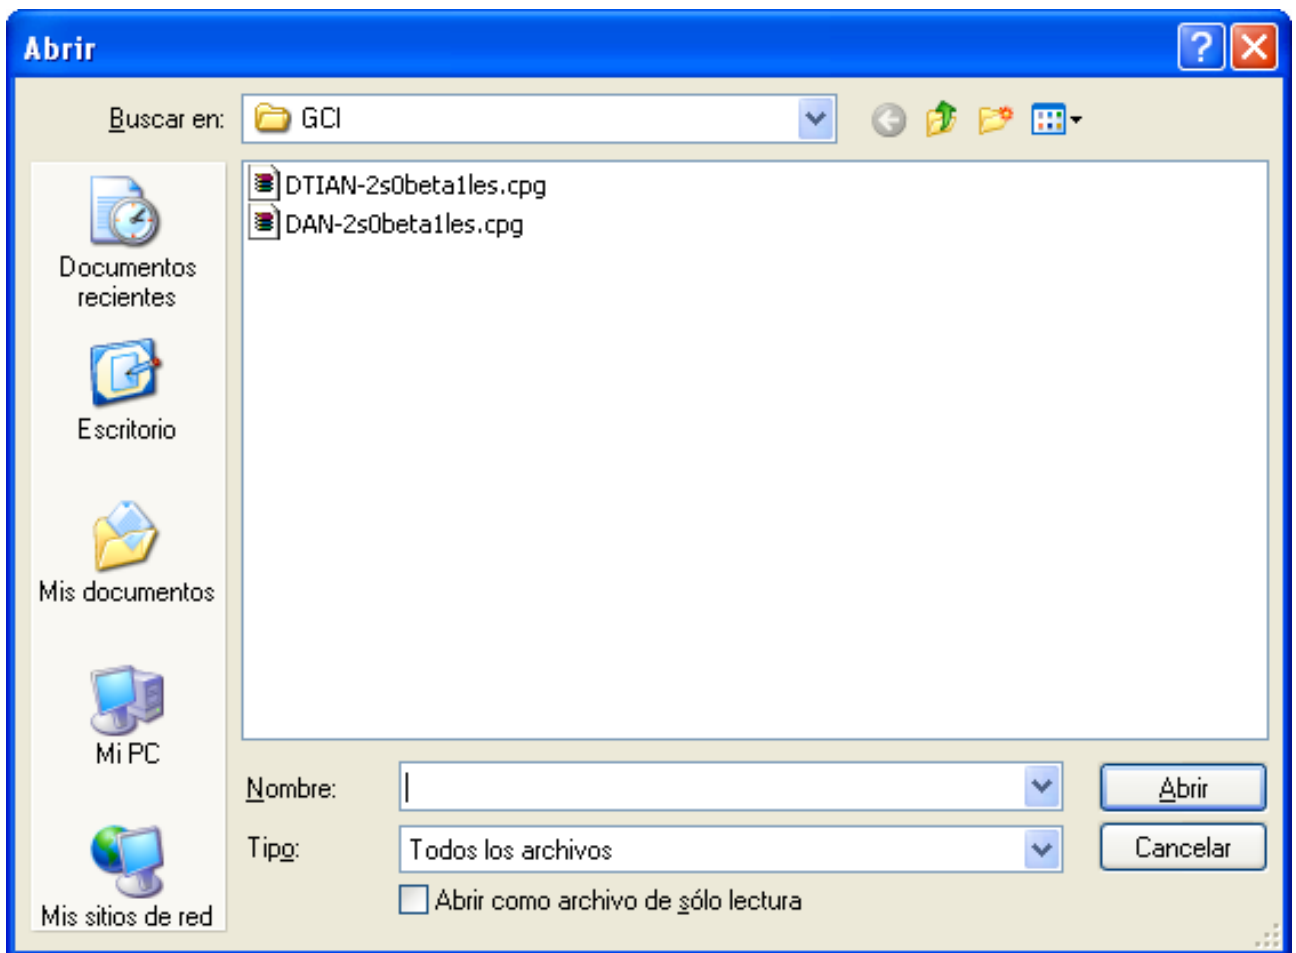 Abrir
Buscar en:
GCI
DTIAN-2s0beta1les.cpg
DAN-2s0beta1les.cpg
Documentos
recientes
Escritorio
Mis documentos
Mi PC
Mis sitios de red
Nombre:
Abrir
Tipo:
Todos los archivos
Cancelar
Abrir como archivo de sólo lectura